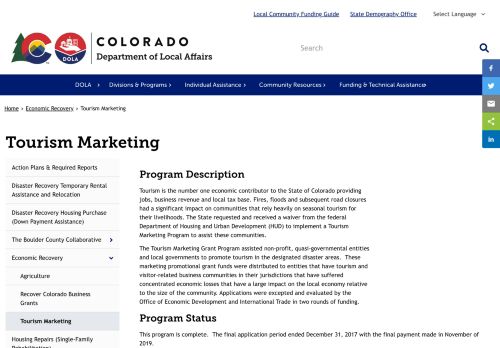 Local Community Funding Guide
State Demography Office
Select Language
DOLA
COLORADO
Department of Local Affairs
Search
DOLA
Divisions & Programs
Individual Assistance
Community Resources
Funding & Technical Assistance
Home › Economic Recovery › Tourism Marketing
Tourism Marketing
Action Plans & Required Reports
Disaster Recovery Temporary Rental
Assistance and Relocation
Disaster Recovery Housing Purchase
(Down Payment Assistance)
The Boulder County Collaborative
Economic Recovery
Agriculture
Recover Colorado Business
Grants
Tourism Marketing
Housing Repairs (Single-Family
Rehabilitation)
Program Description
Tourism is the number one economic contributor to the State of Colorado providing
jobs, business revenue and local tax base. Fires, floods and subsequent road closures
had a significant impact on communities that rely heavily on seasonal tourism for
their livelihoods. The State requested and received a waiver from the federal
Department of Housing and Urban Development (HUD) to implement a Tourism
Marketing Program to assist these communities.
The Tourism Marketing Grant Program assisted non-profit, quasi-governmental entities
and local governments to promote tourism in the designated disaster areas. These
marketing promotional grant funds were distributed to entities that have tourism and
visitor-related business communities in their jurisdictions that have suffered
concentrated economic losses that have a large impact on the local economy relative
to the size of the community. Applications were excepted and evaluated by the
Office of Economic Development and International Trade in two rounds of funding.
Program Status
This program is complete. The final application period ended December 31, 2017 with the final payment made in November of
2019.